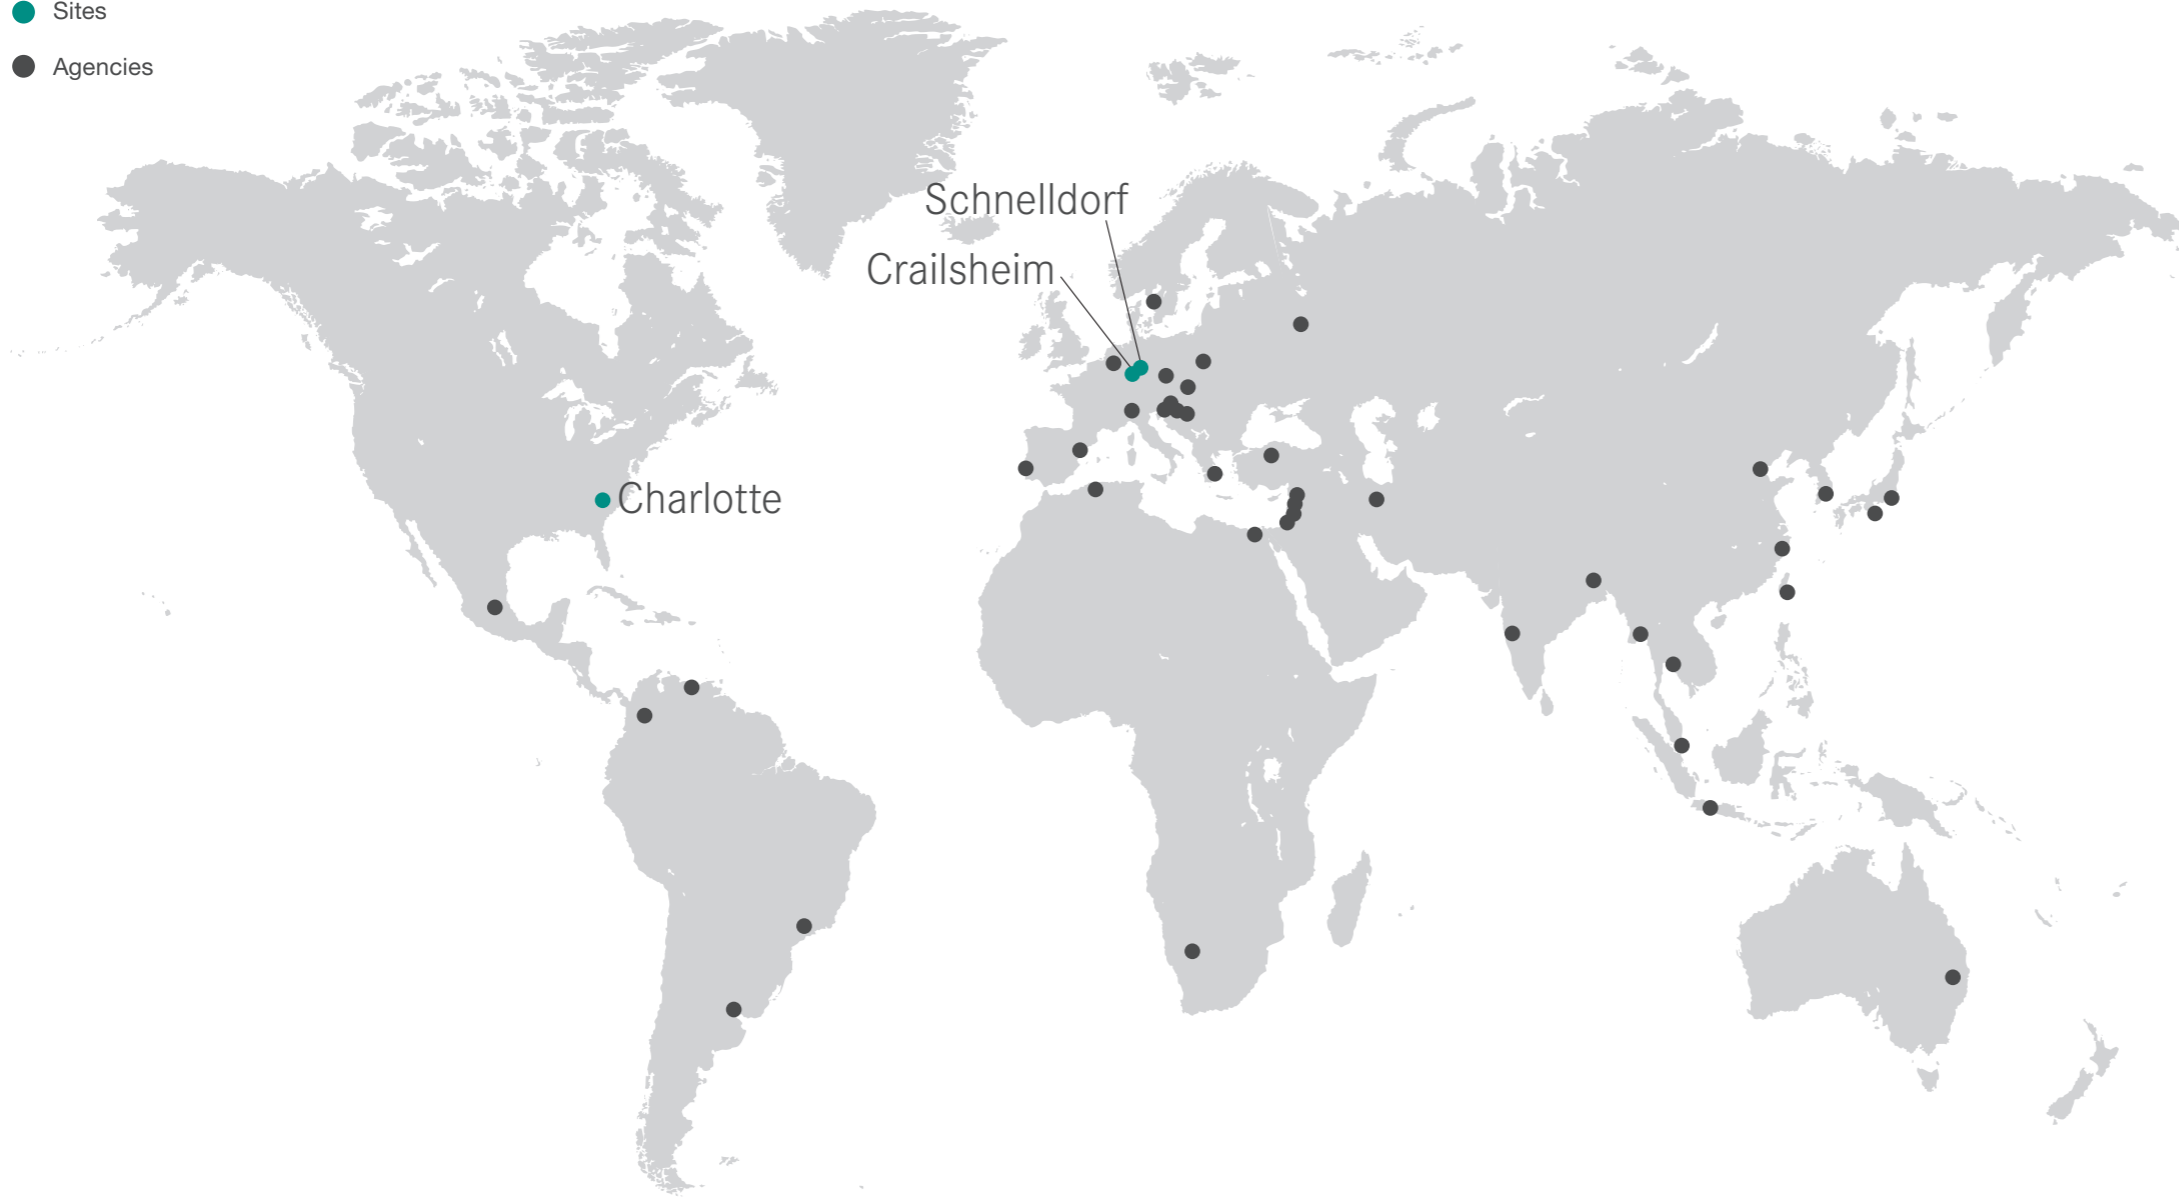 Sites
Agencies
Schnelldorf
Crailsheim
Charlotte